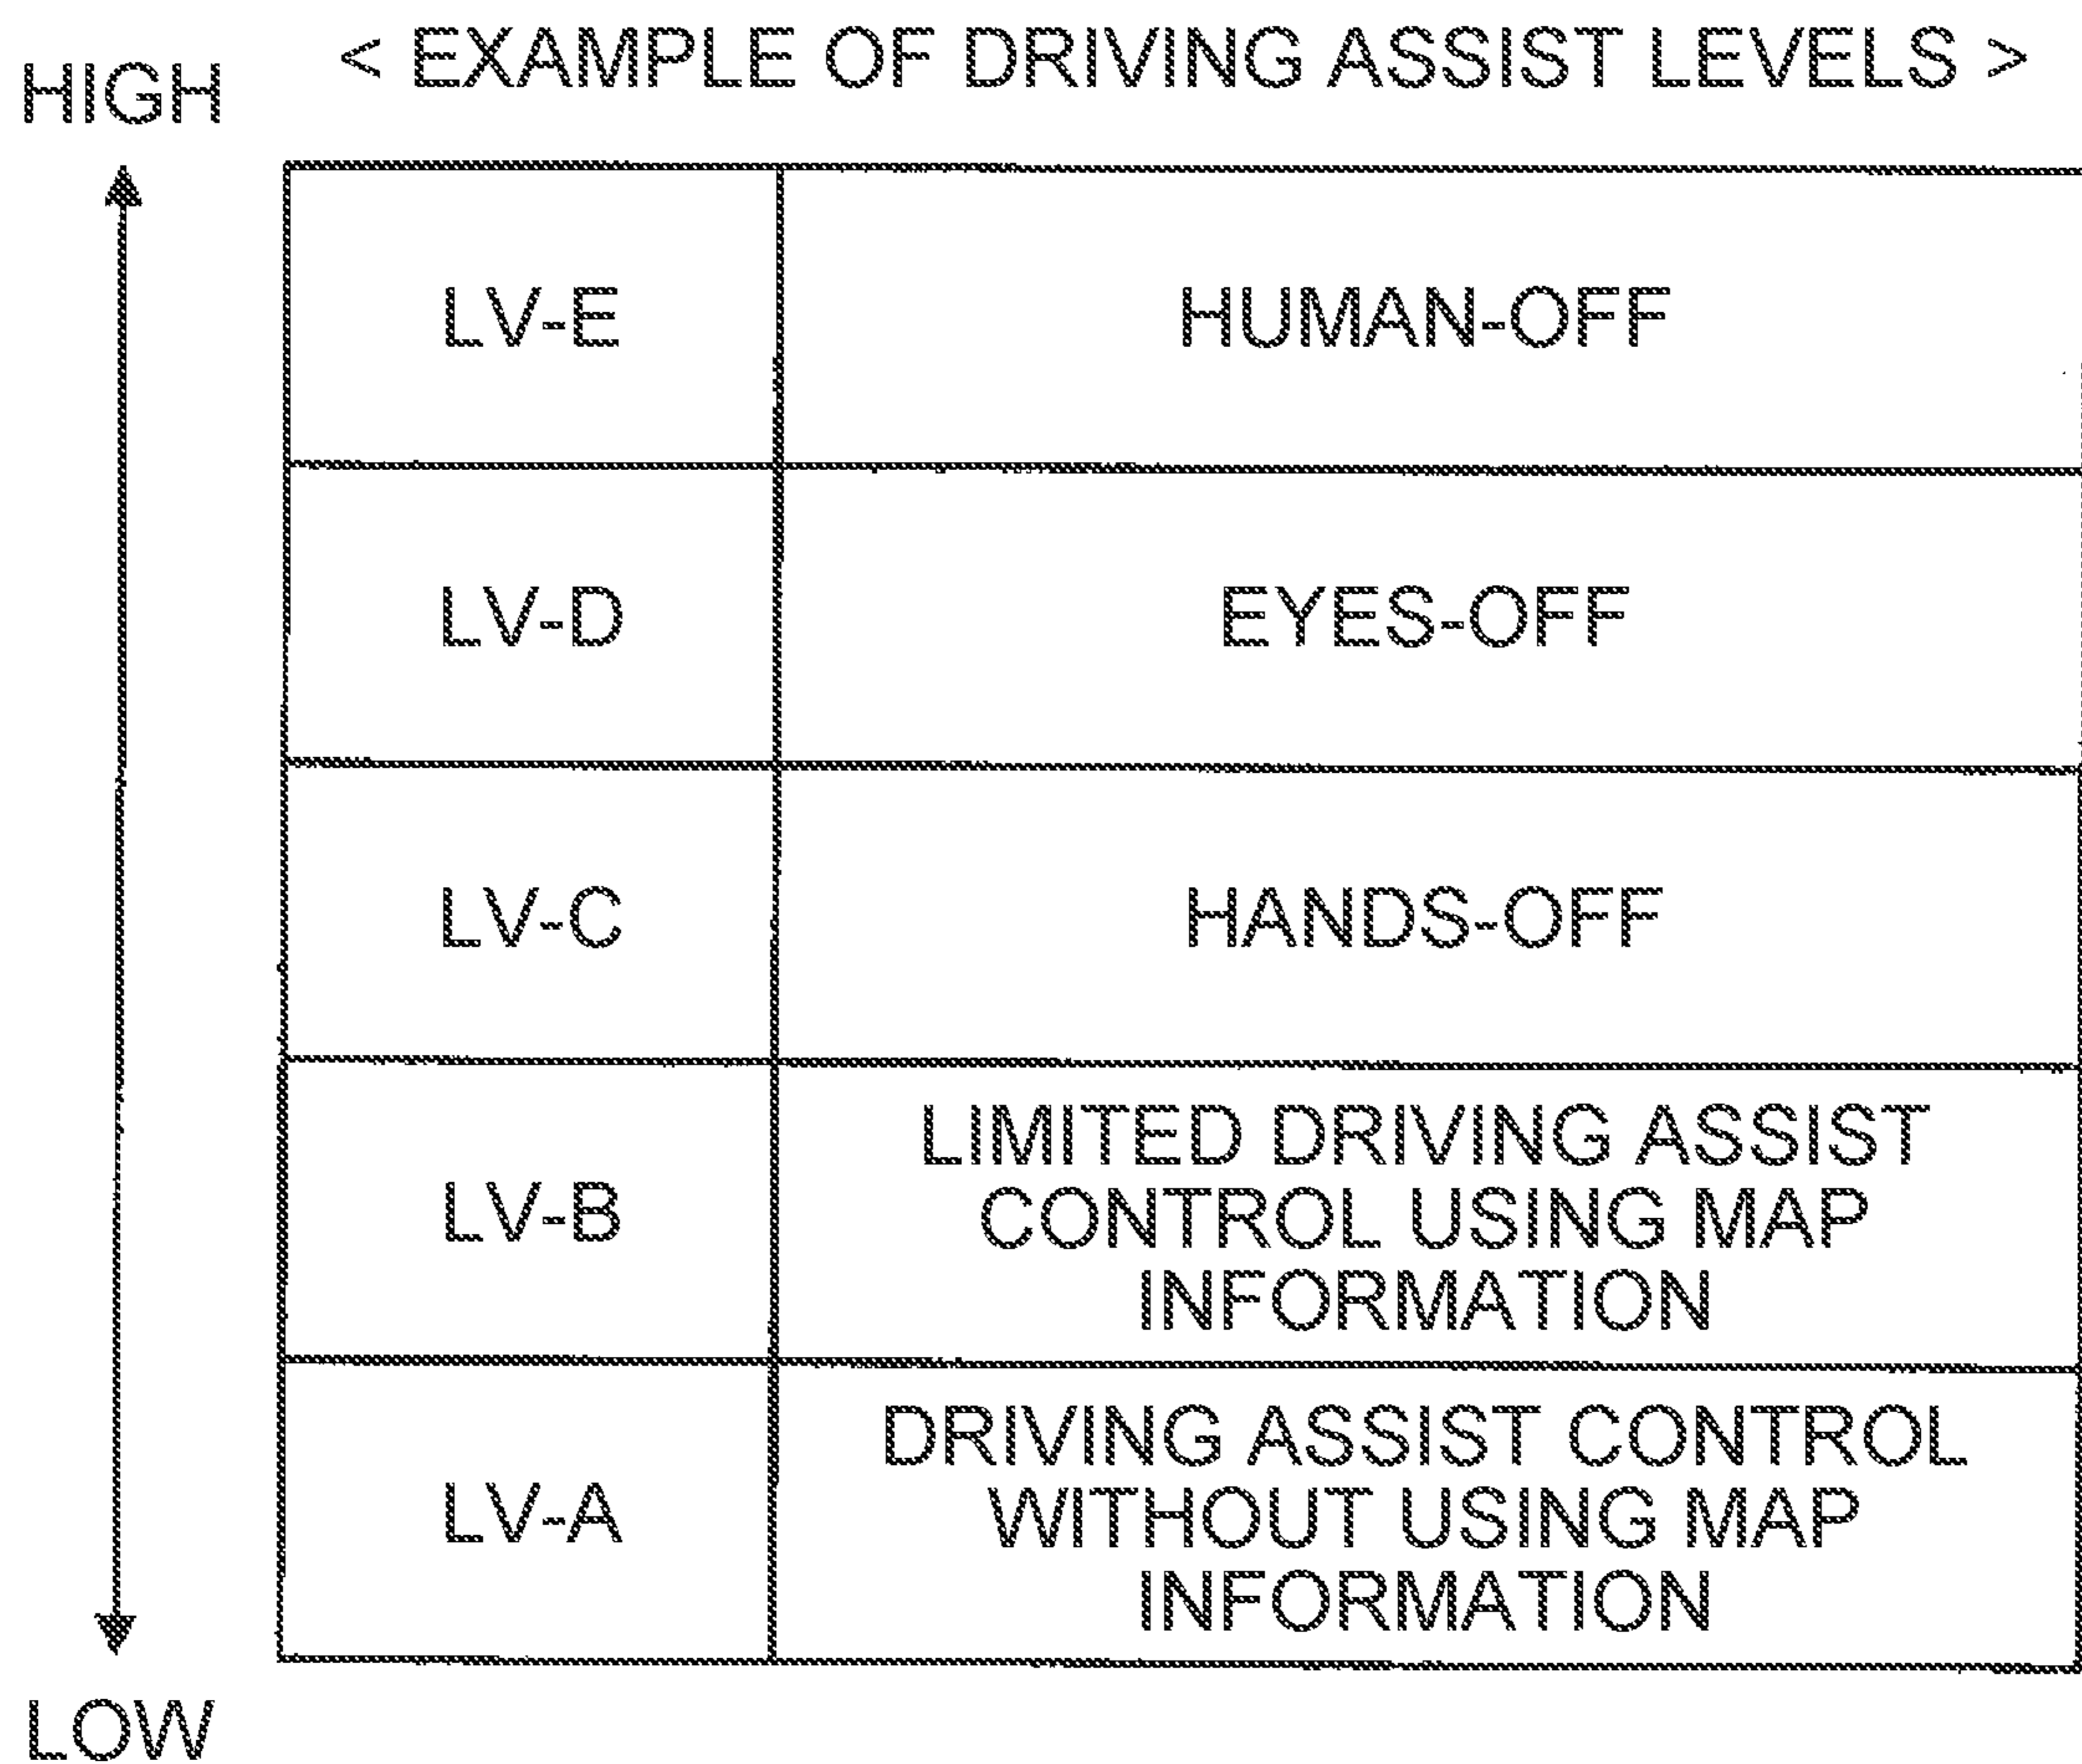 < EXAMPLE OF DRIVING ASSIST LEVELS >
HIGH
LV-E
HUMAN-OFF
LV-D
EYES-OFF
LV-C
HANDS-OFF
LV-B
LIMITED DRIVING ASSIST
CONTROL USING MAP
INFORMATION
LV-A
DRIVING ASSIST CONTROL
WITHOUT USING MAP
INFORMATION
LOW